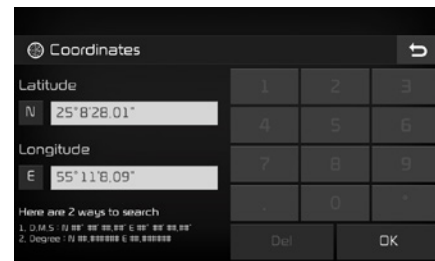 Coordinates
Latitude
N 25°8'28.01"
Longitude
E 55°11'8.09"
Here are 2 ways to search
1. D.M.S : N ##° ##' ##.##" E ##° ##' ##.##"
2. Degree : N ##.###### E ##.######
1 2 3
4 5 6
7 8 9
. 0 °
Del OK